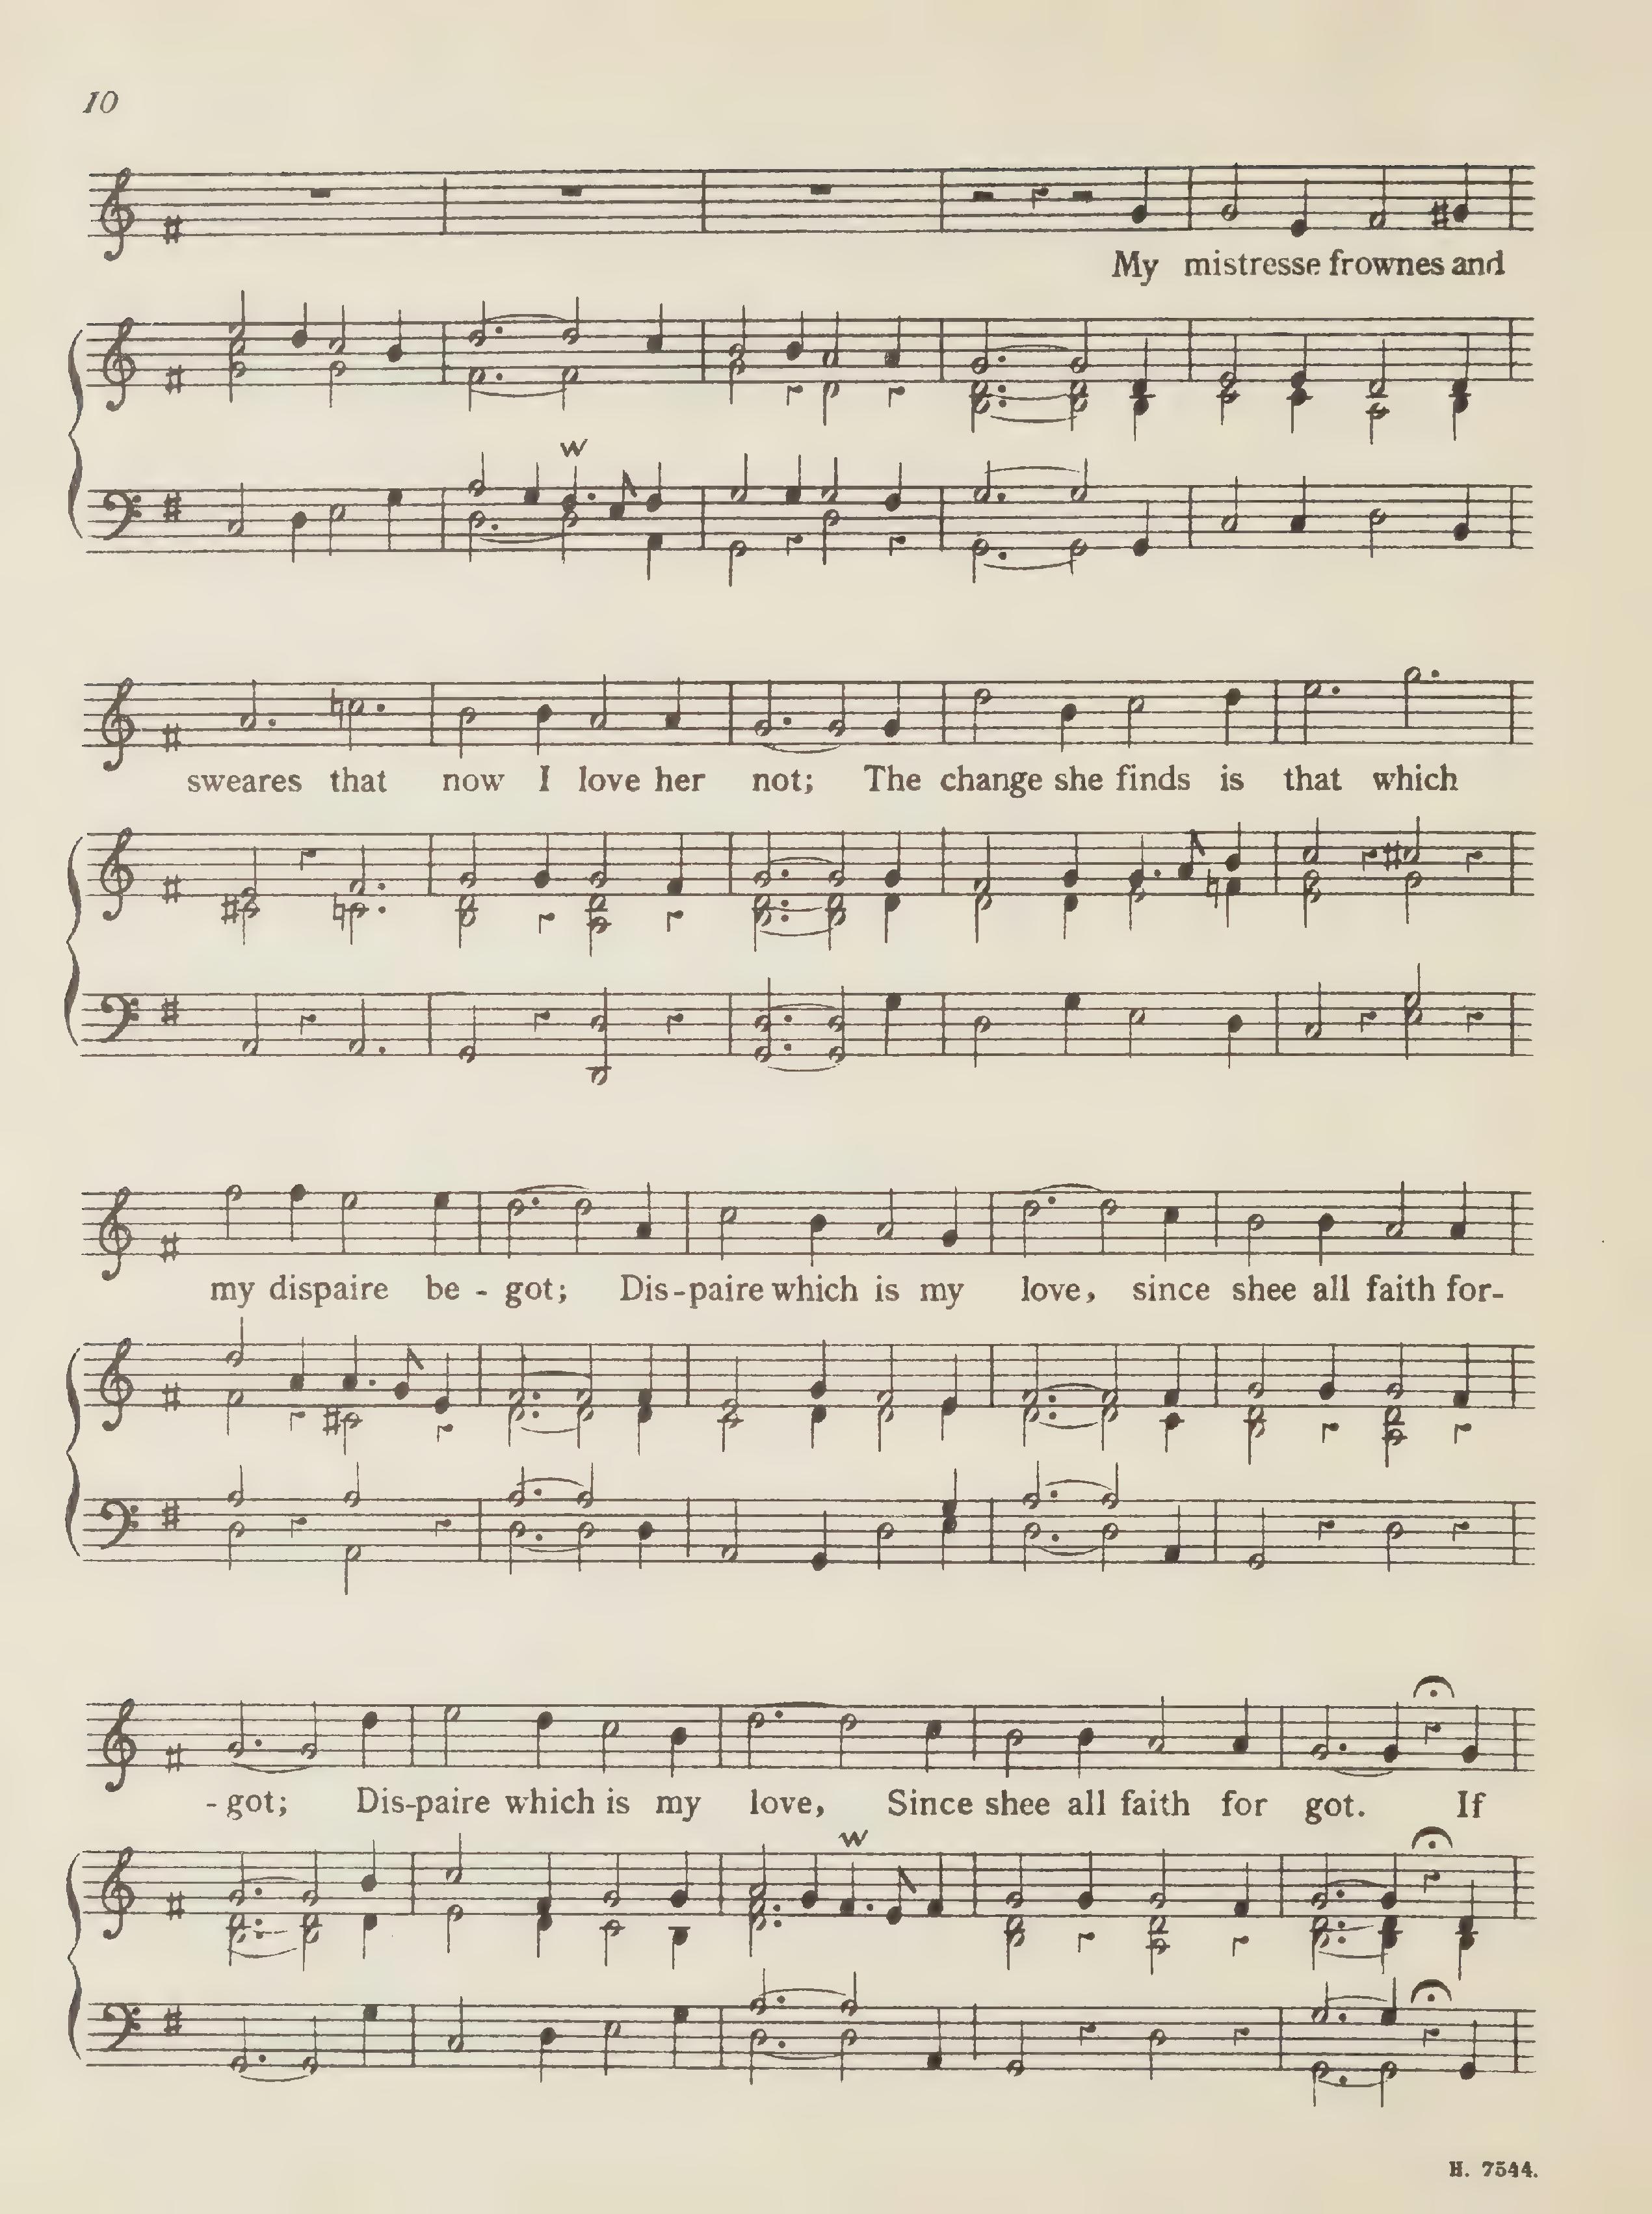 10
My mistresse frownes and
sweares that now I love her not; The change she finds is that which
my dispaire be - got; Dis-paire which is my love, since shee all faith for-
- got; Dis-paire which is my love, Since shee all faith for got. If
H. 7544.